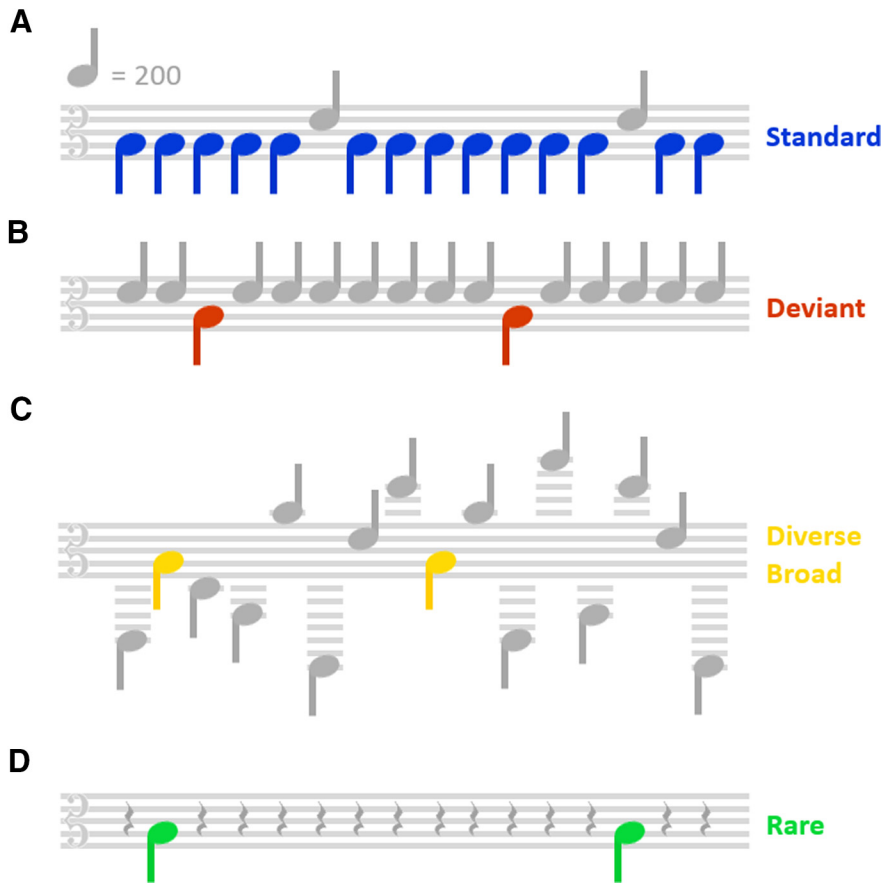 A
= 200
Standard
B
Deviant
C
Diverse
Broad
D
Rare